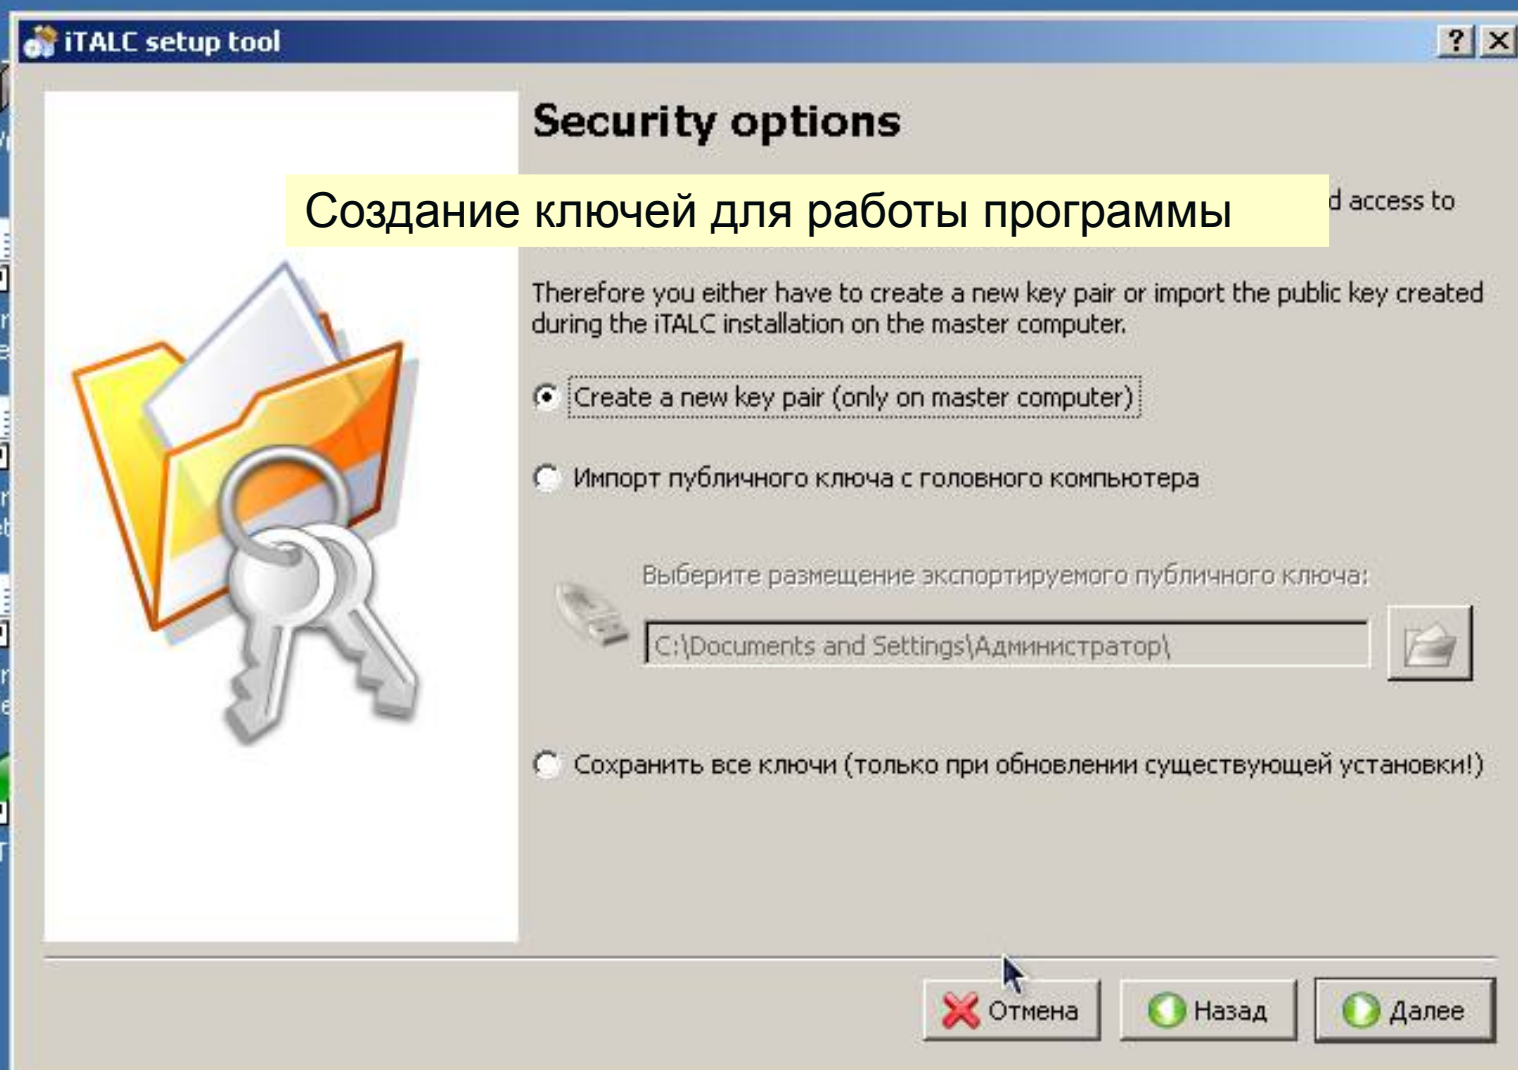 iTALC setup tool
Security options
Создание ключей для работы программы
d access to
Therefore you either have to create a new key pair or import the public key created
during the iTALC installation on the master computer.
Create a new key pair (only on master computer)
Импорт публичного ключа с головного компьютера
Выберите размещение экспортируемого публичного ключа:
C:\Documents and Settings\Администратор\
Сохранить все ключи (только при обновлении существующей установки!)
Отмена
Назад
Далее